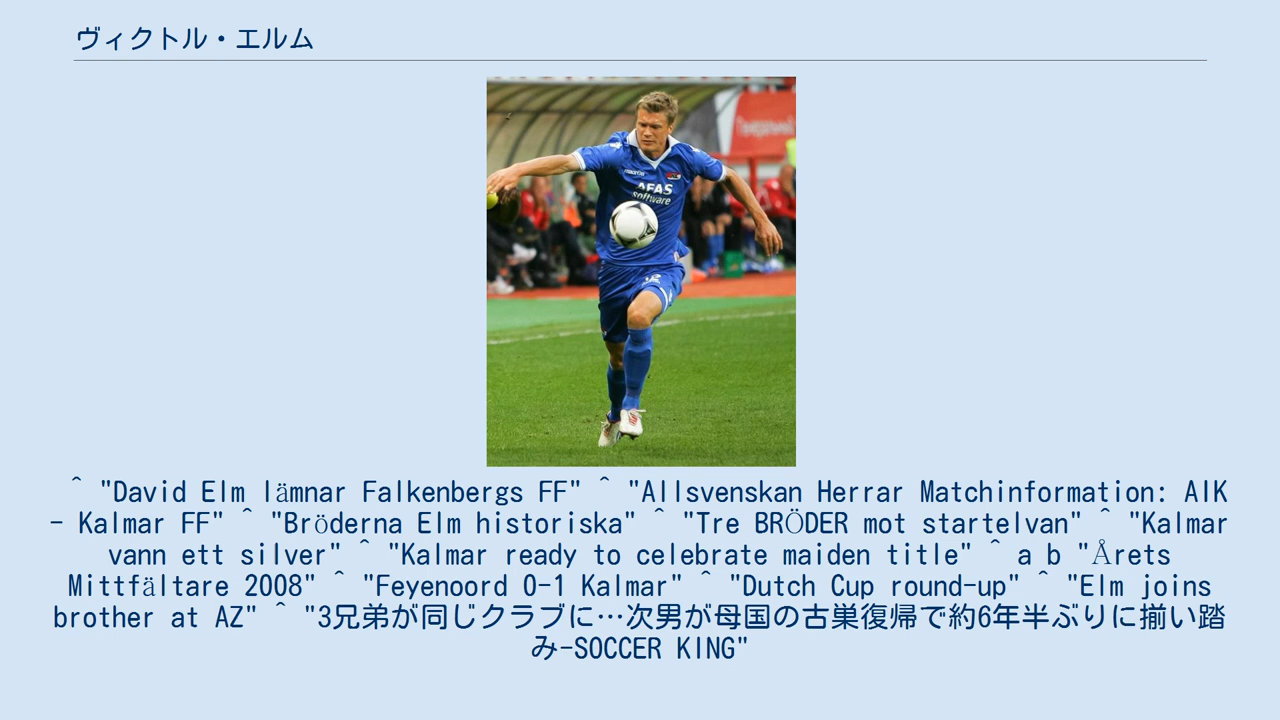 ヴィクトル・エルム
AFAS
software
^ "David Elm lämnar Falkenbergs FF" ^ "Allsvenskan Herrar Matchinformation: AIK
- Kalmar FF" ^ "Bröderna Elm historiska" ^ "Tre BRÖDER mot startelvan" ^ "Kalmar
vann ett silver" ^ "Kalmar ready to celebrate maiden title" ^ a b "Årets
Mittfältare 2008" ^ "Feyenoord 0-1 Kalmar" ^ "Dutch Cup round-up" ^ "Elm joins
brother at AZ" ^ "3兄弟が同じクラブに…次男が母国の古巣復帰で約6年半ぶりに揃い踏
み-SOCCER KING"